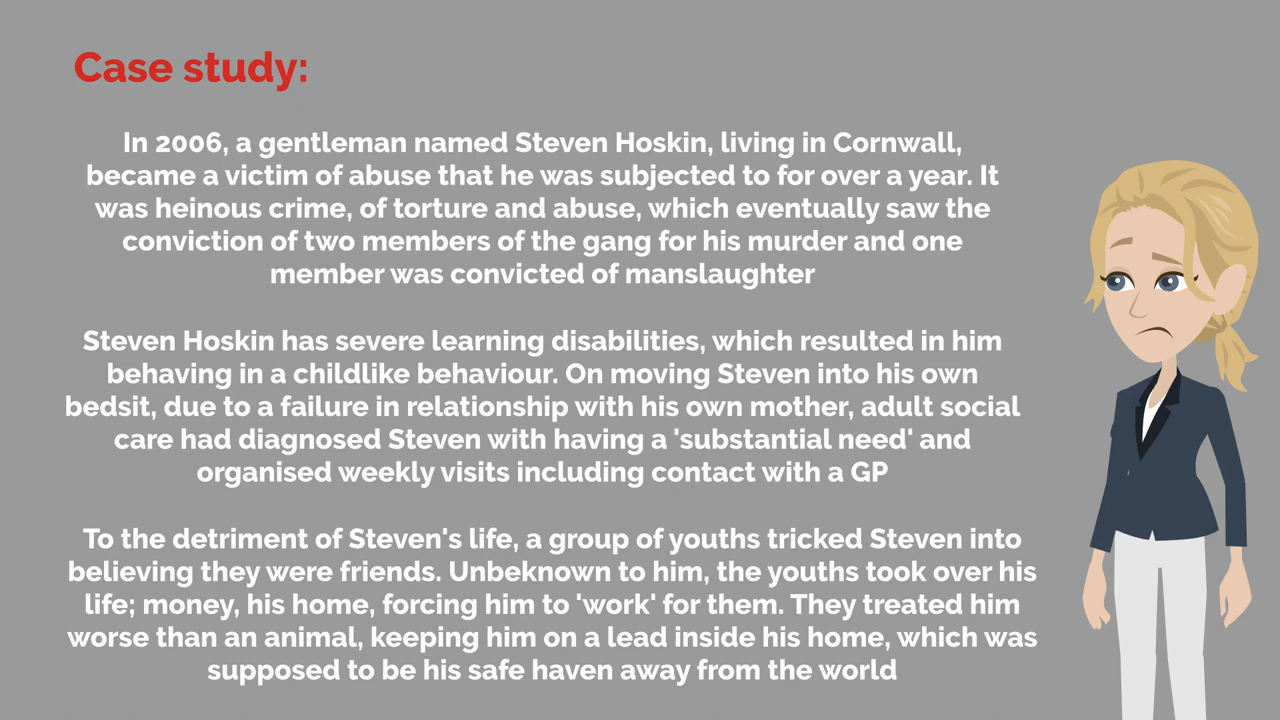 Case study:
In 2006, a gentleman named Steven Hoskin, living in Cornwall,
became a victim of abuse that he was subjected to for over a year. It
was heinous crime, of torture and abuse, which eventually saw the
conviction of two members of the gang for his murder and one
member was convicted of manslaughter
Steven Hoskin has severe learning disabilities, which resulted in him
behaving in a childlike behaviour. On moving Steven into his own
bedsit, due to a failure in relationship with his own mother, adult social
care had diagnosed Steven with having a 'substantial need' and
organised weekly visits including contact with a GP
To the detriment of Steven's life, a group of youths tricked Steven into
believing they were friends. Unbeknown to him, the youths took over his
life; money, his home, forcing him to 'work' for them. They treated him
worse than an animal, keeping him on a lead inside his home, which was
supposed to be his safe haven away from the world